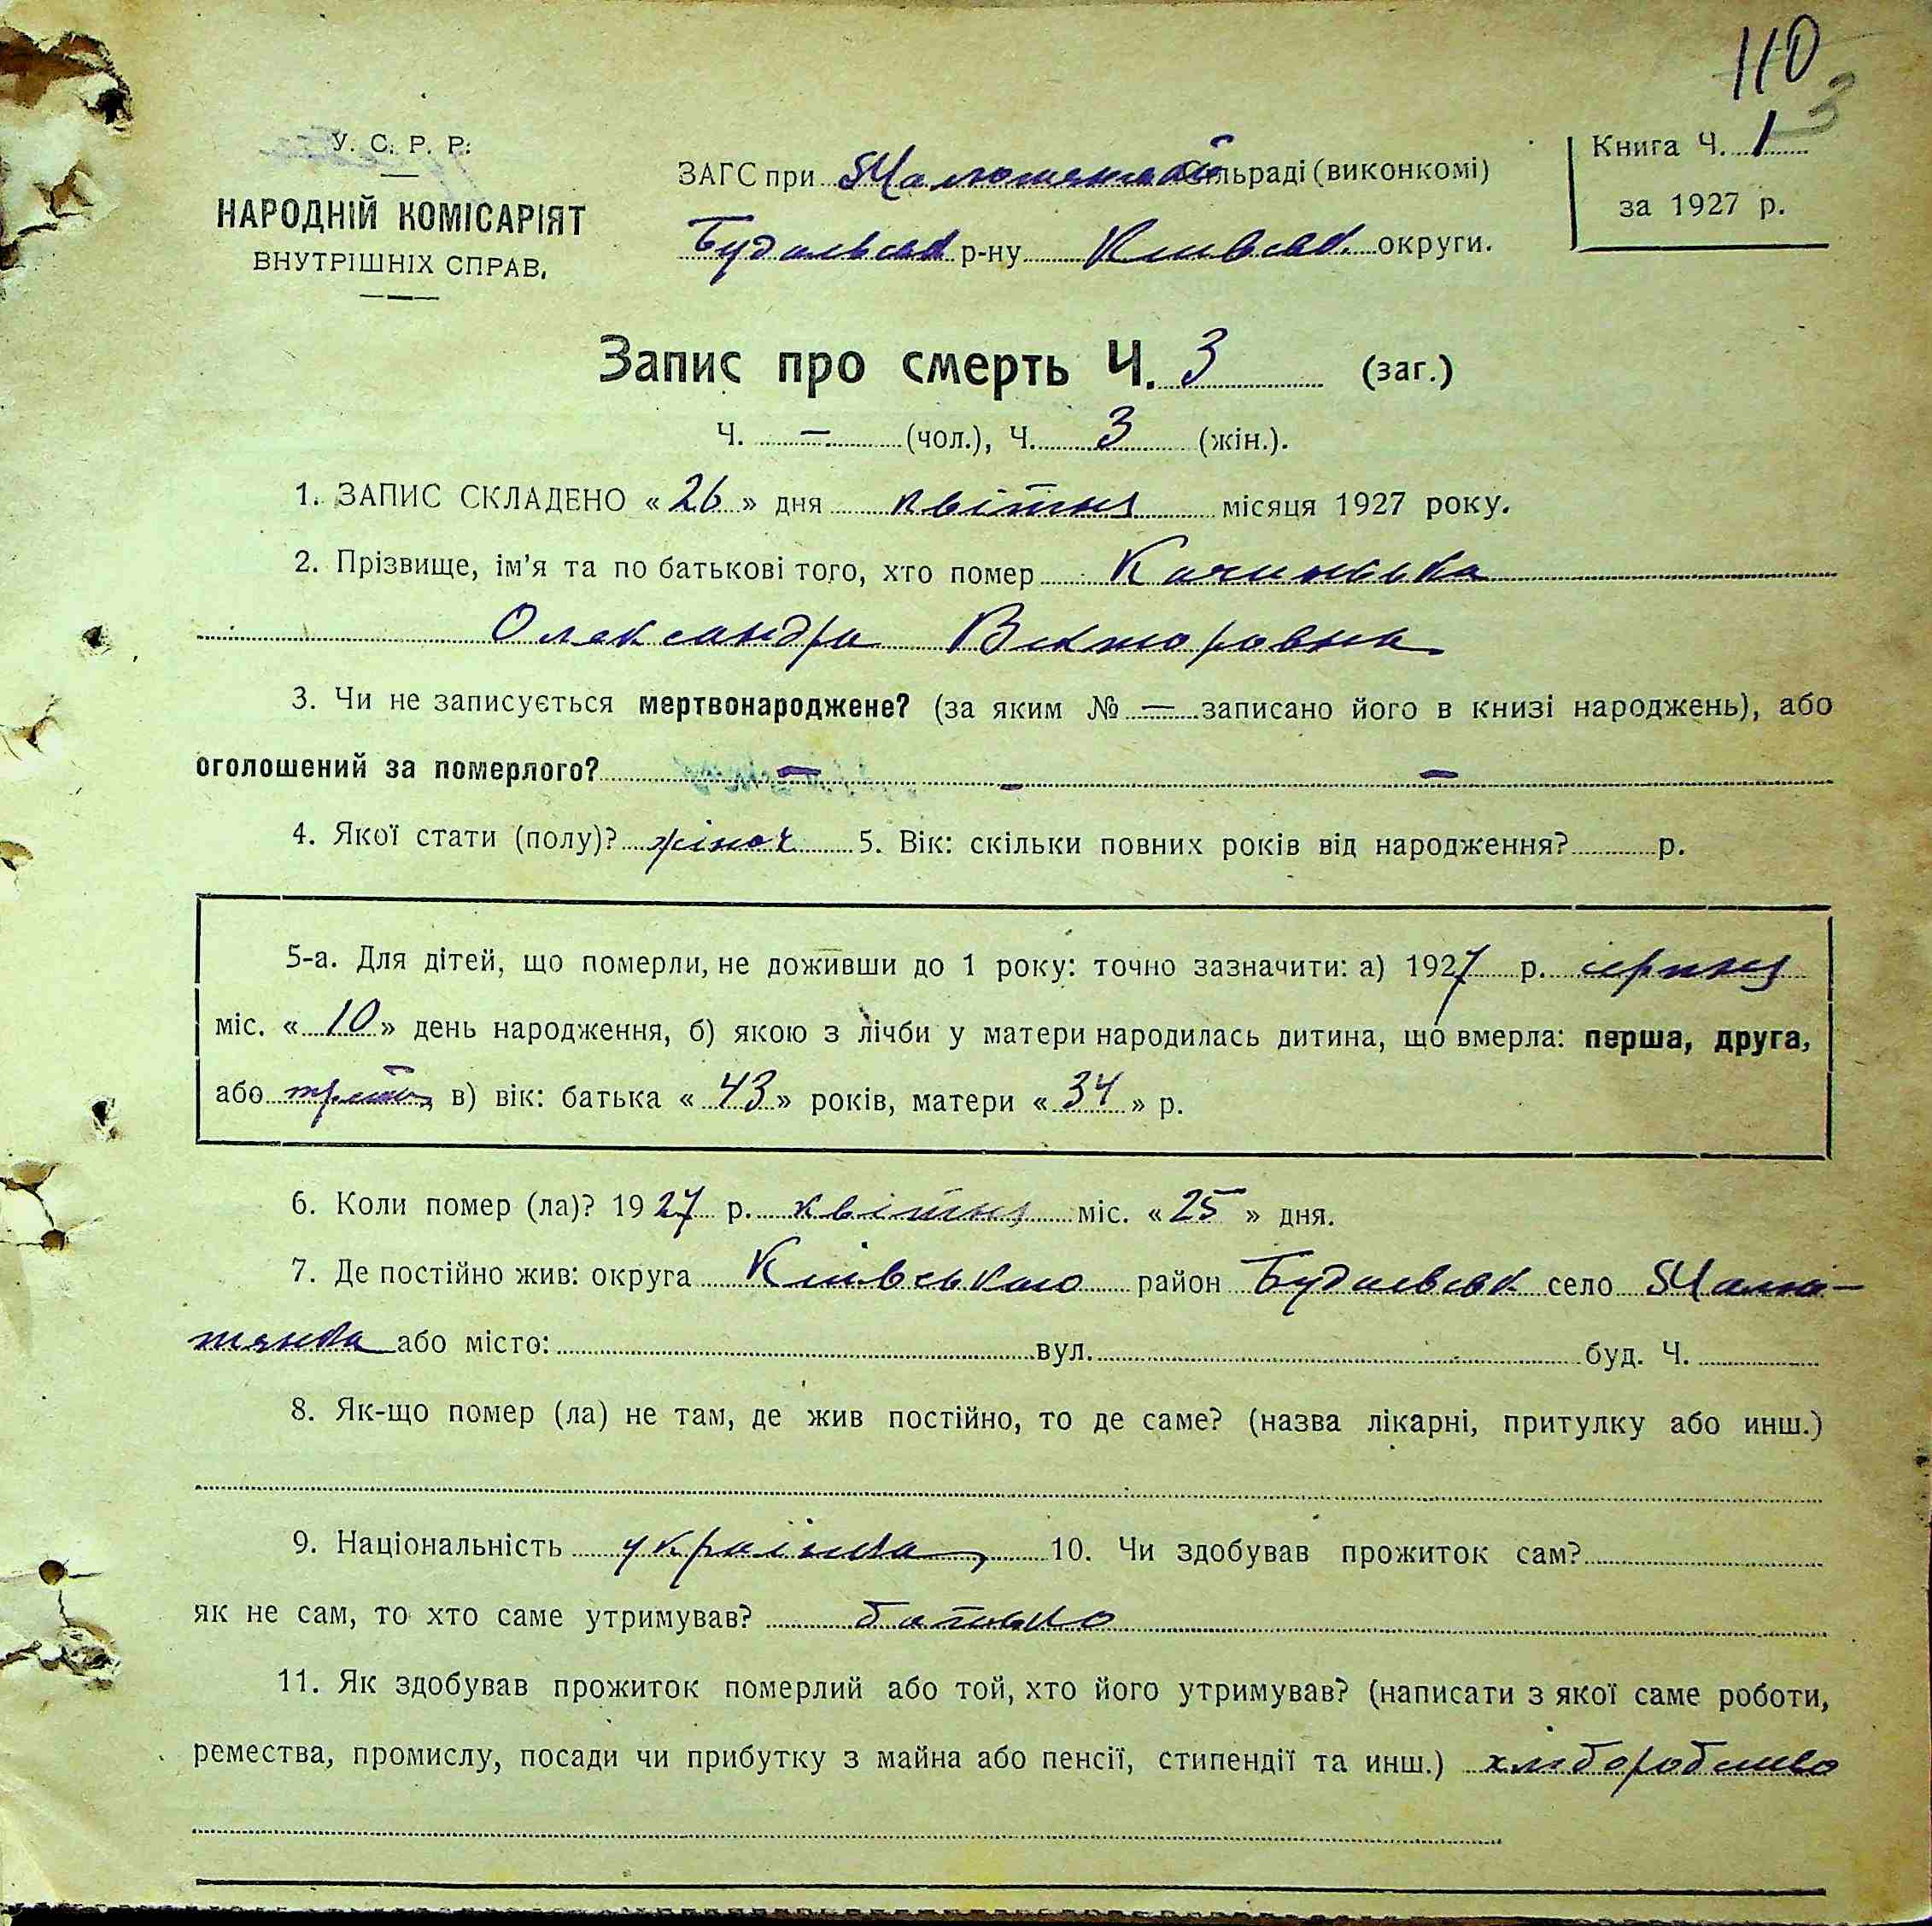 110
3
У. С. Р. Р.
НАРОДНІЙ КОМІСАРІЯТ
ВНУТРІШНІХ СПРАВ.
ЗАГС при сільраді (виконкомі)
Будаївськ р-ну Київськ. округи.
Книга Ч. 1
за 1927 р.
Запис про смерть Ч. 3 (заг.)
Ч. — (чол.), Ч. 3 (жін.).
1. ЗАПИС СКЛАДЕНО «26» дня квітня місяця 1927 року.
2. Прізвище, ім'я та по батькові того, хто помер Качинська
Олександра Викторовна
3. Чи не записується мертвонароджене? (за яким № — записано його в книзі народжень), або
оголошений за померлого? — — —
4. Якої стати (полу)? жіноч 5. Вік: скільки повних років від народження? р.
5-а. Для дітей, що померли, не доживши до 1 року: точно зазначити: а) 1927 р. серпня
міс. «10» день народження, б) якою з лічби у матери народилась дитина, що вмерла: перша, друга,
або третя в) вік: батька «43» років, матери «34» р.
6. Коли помер (ла)? 1927 р. квітня міс. «25» дня.
7. Де постійно жив: округа Київського район Будаївськ село Малю-
тянка або місто: вул. буд. Ч.
8. Як-що помер (ла) не там, де жив постійно, то де саме? (назва лікарні, притулку або инш.)
9. Національність українка 10. Чи здобував прожиток сам?
як не сам, то хто саме утримував? батько
11. Як здобував прожиток померлий або той, хто його утримував? (написати з якої саме роботи,
ремества, промислу, посади чи прибутку з майна або пенсії, стипендії та инш.) хліборобство